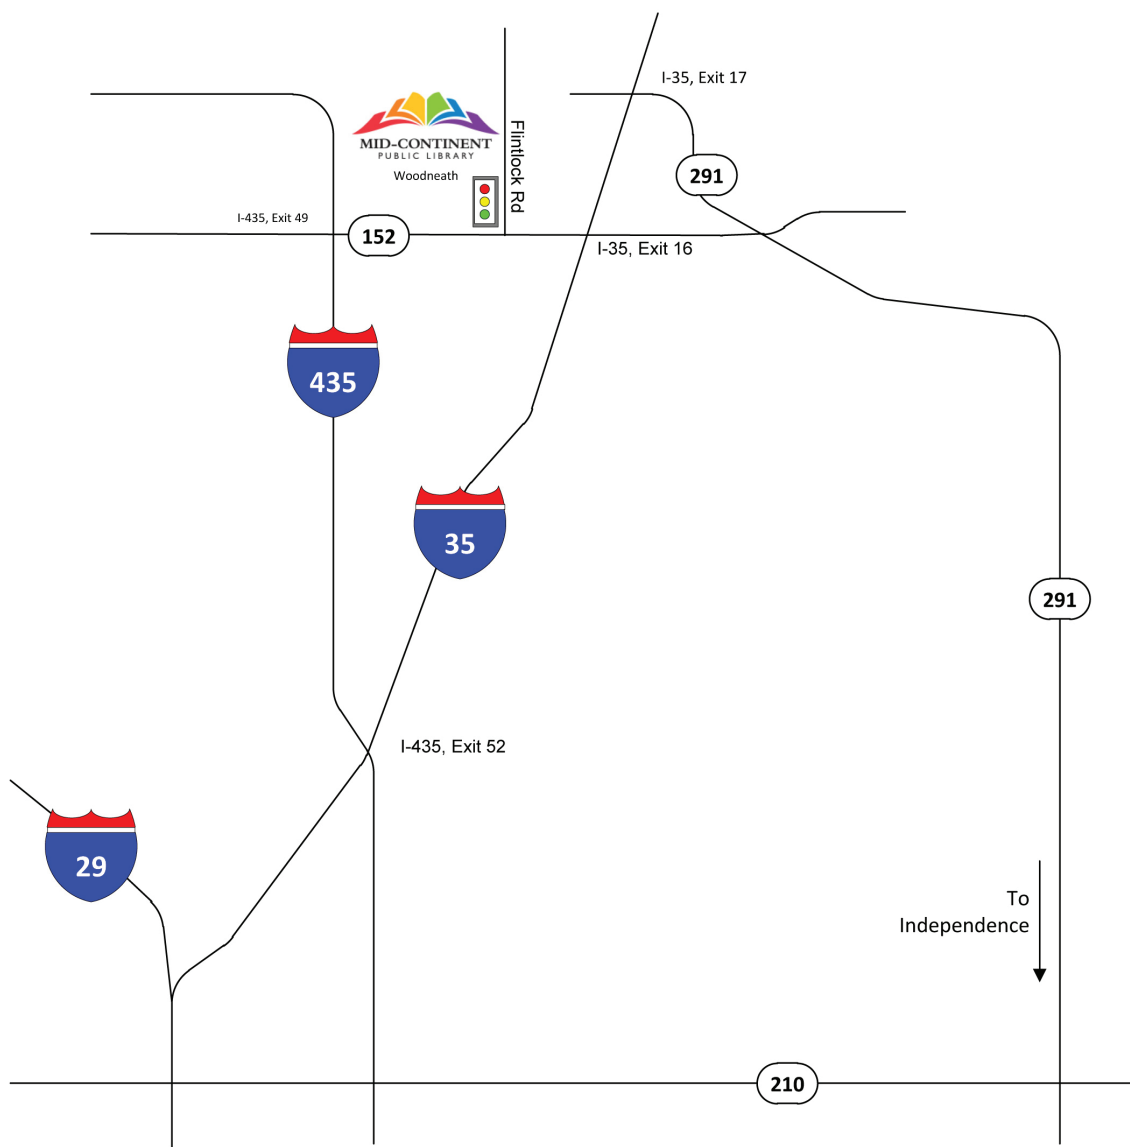 I-35, Exit 17
MID-CONTINENT
PUBLIC LIBRARY
Woodneath
Flintlock Rd
291
I-435, Exit 49
152
I-35, Exit 16
435
35
291
I-435, Exit 52
29
To
Independence
210